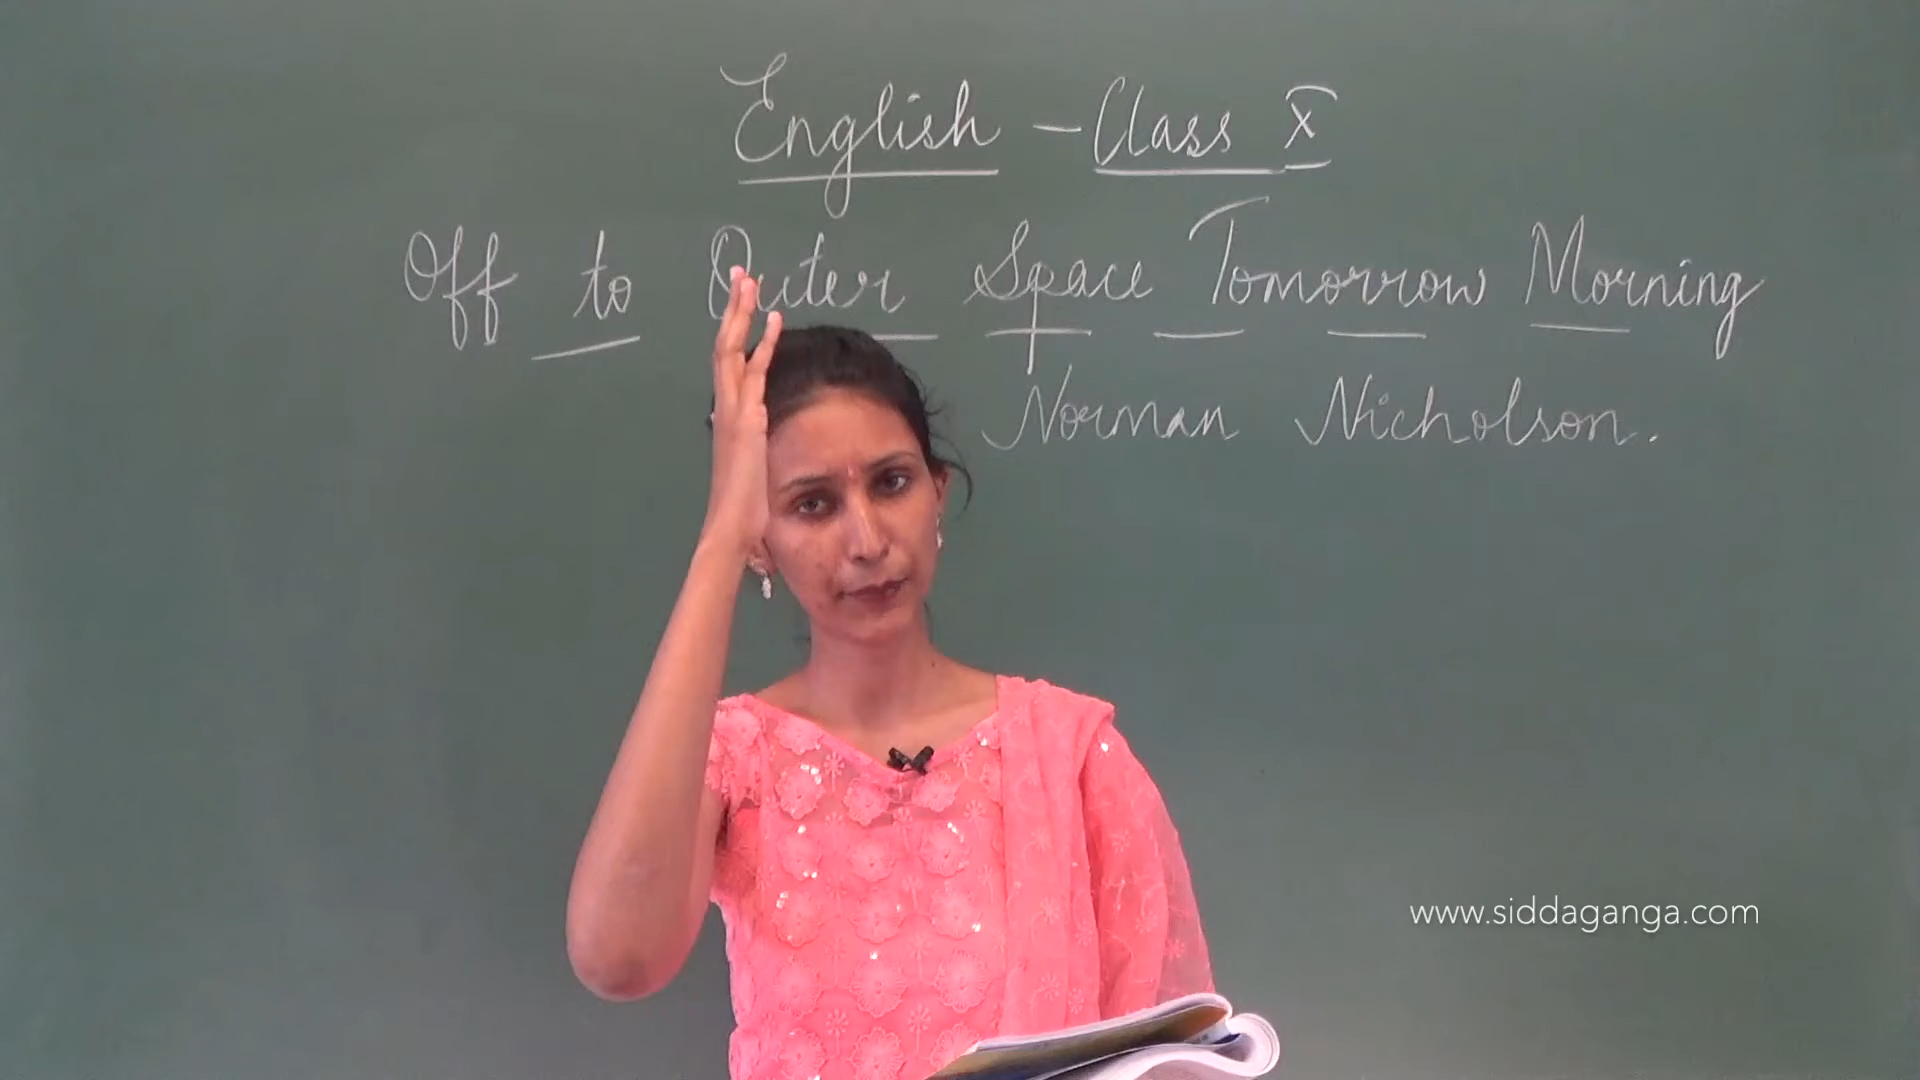 English - Class X
Off to Outer Space Tomorrow Morning
Norman Nicholson.
www.siddaganga.com